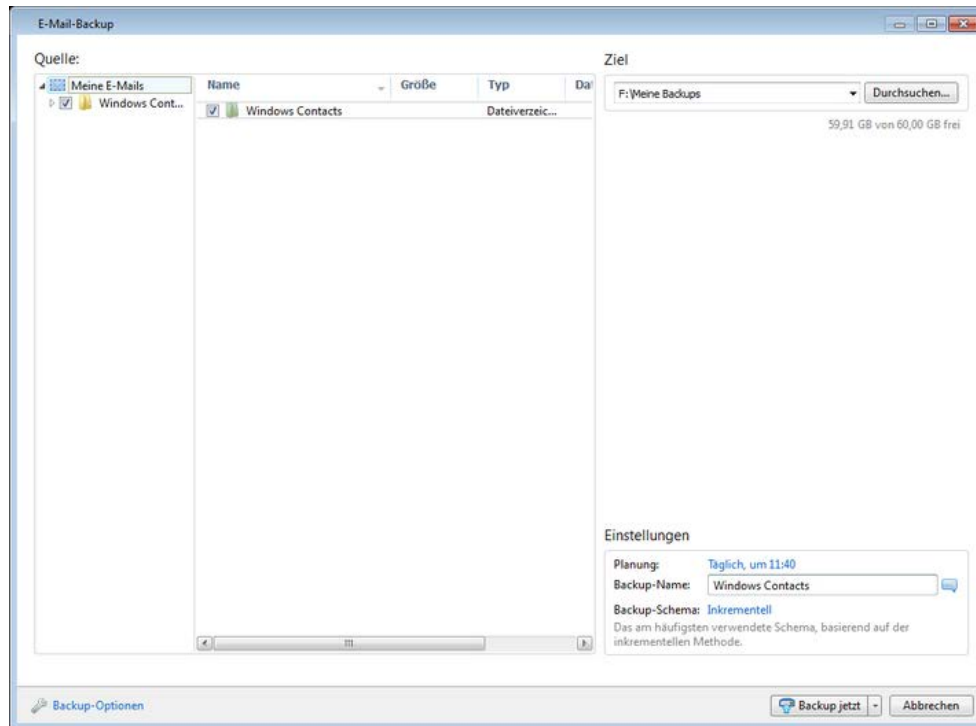 E-Mail-Backup
Quelle:
Meine E-Mails
Windows Cont...
Name
Größe
Typ
Da
Windows Contacts
Dateiverzeic...
Ziel
F:\Meine Backups
Durchsuchen...
59,91 GB von 60,00 GB frei
Einstellungen
Planung:
Täglich, um 11:40
Backup-Name:
Windows Contacts
Backup-Schema:
Inkrementell
Das am häufigsten verwendete Schema, basierend auf der
inkrementellen Methode.
Backup-Optionen
Backup jetzt
Abbrechen